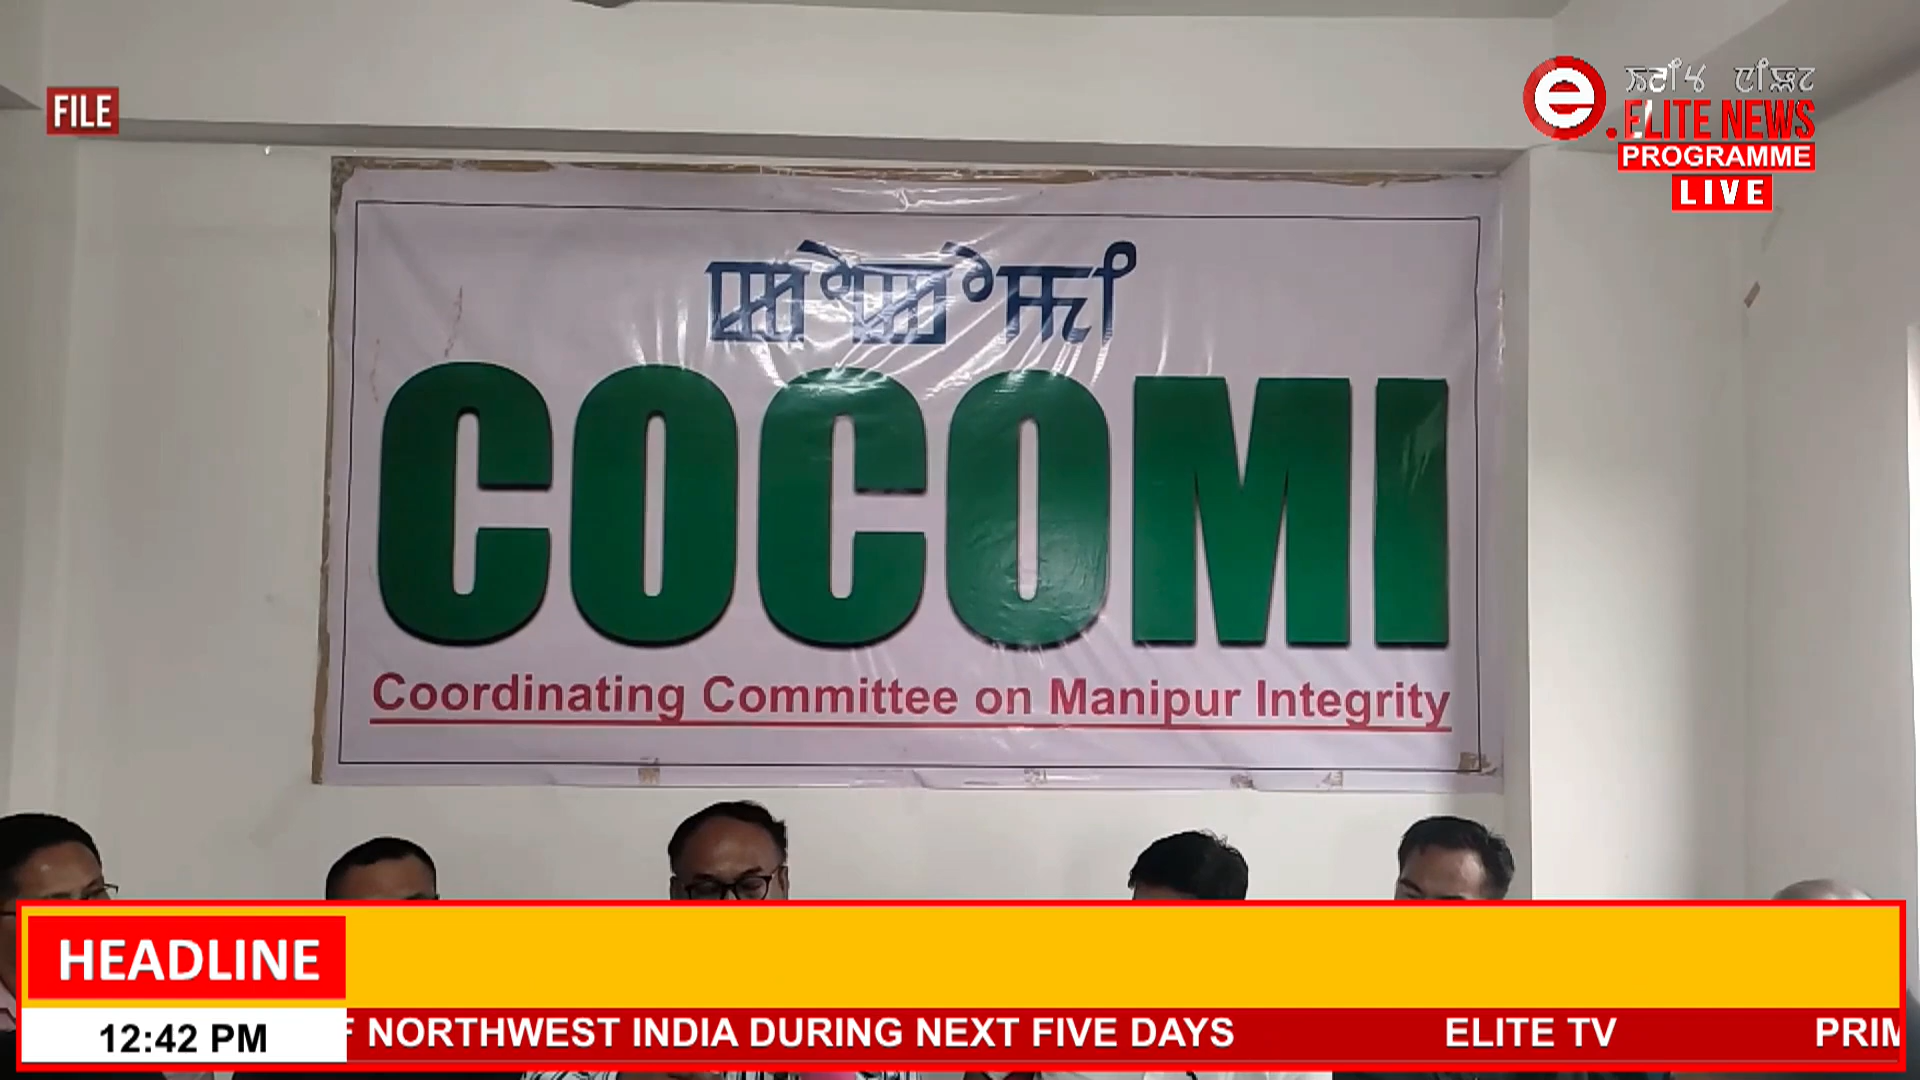 FILE
e.
ELITE NEWS
PROGRAMME
LIVE
ꯀꯣꯀꯣꯃꯤ
COCOMI
Coordinating Committee on Manipur Integrity
HEADLINE
12:42 PM
F NORTHWEST INDIA DURING NEXT FIVE DAYS ELITE TV PRIM